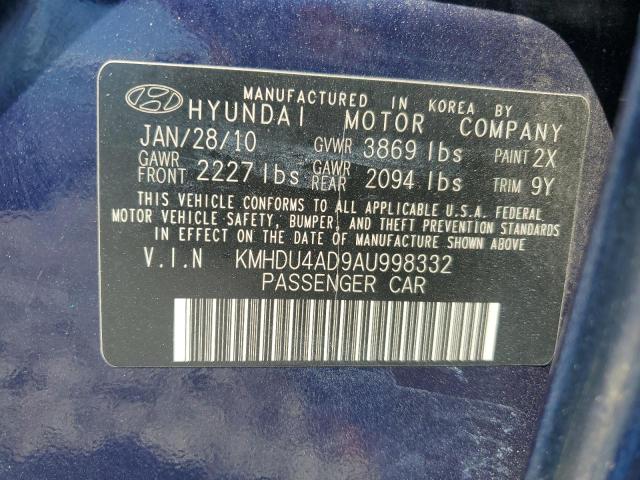 MANUFACTURED IN KOREA BY
HYUNDAI MOTOR COMPANY
JAN/28/10 GVWR 3869 lbs PAINT 2X
GAWR FRONT 2227 lbs GAWR REAR 2094 lbs TRIM 9Y
THIS VEHICLE CONFORMS TO ALL APPLICABLE U.S.A. FEDERAL
MOTOR VEHICLE SAFETY, BUMPER, AND THEFT PREVENTION STANDARDS
IN EFFECT ON THE DATE OF MANUFACTURE SHOWN ABOVE
V.I.N KMHDU4AD9AU998332
PASSENGER CAR